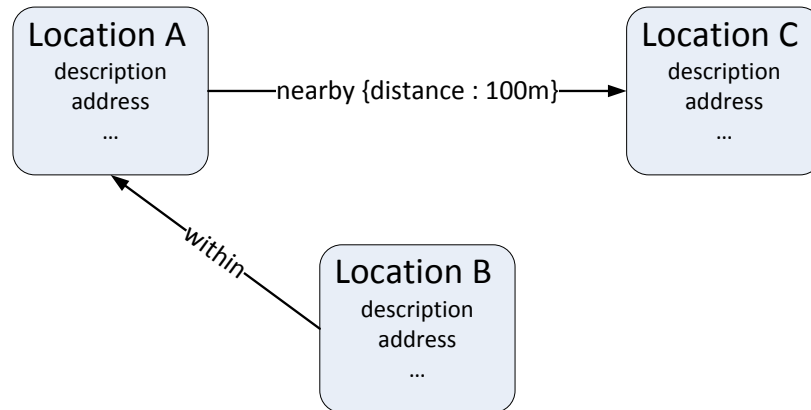 Location A
description
address
...
nearby {distance : 100m}
Location C
description
address
...
within
Location B
description
address
...